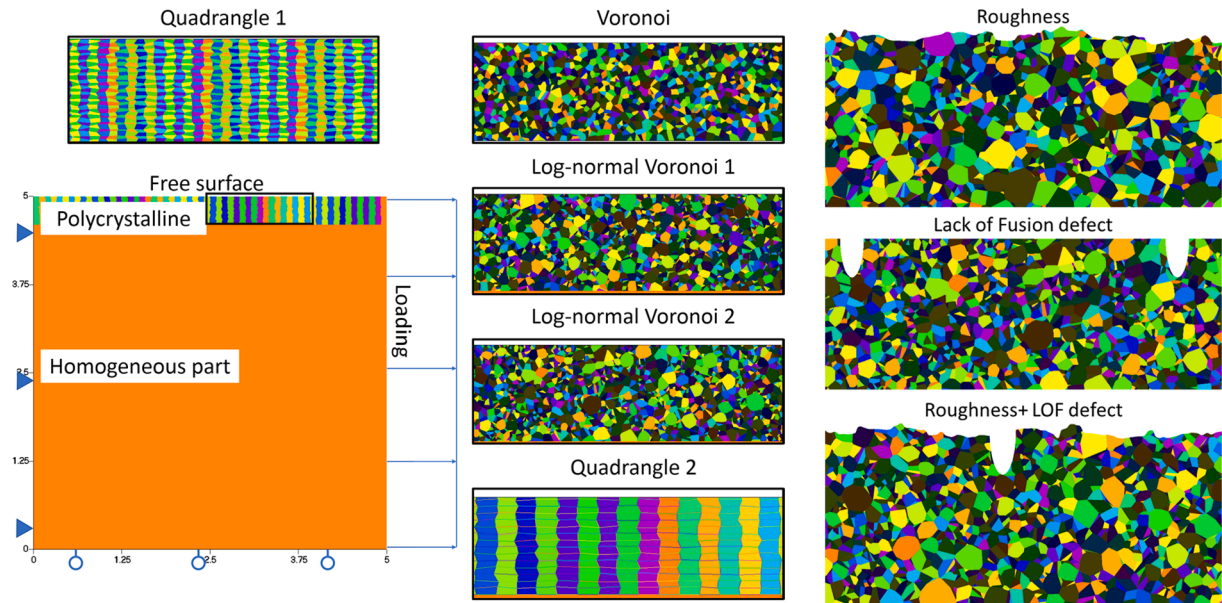 Quadrangle 1
Voronoi
Roughness
Free surface
5
Polycrystalline
3.75
Loading
2.5
Homogeneous part
1.25
0
0
1.25
2.5
3.75
5
Log-normal Voronoi 1
Log-normal Voronoi 2
Quadrangle 2
Lack of Fusion defect
Roughness+ LOF defect